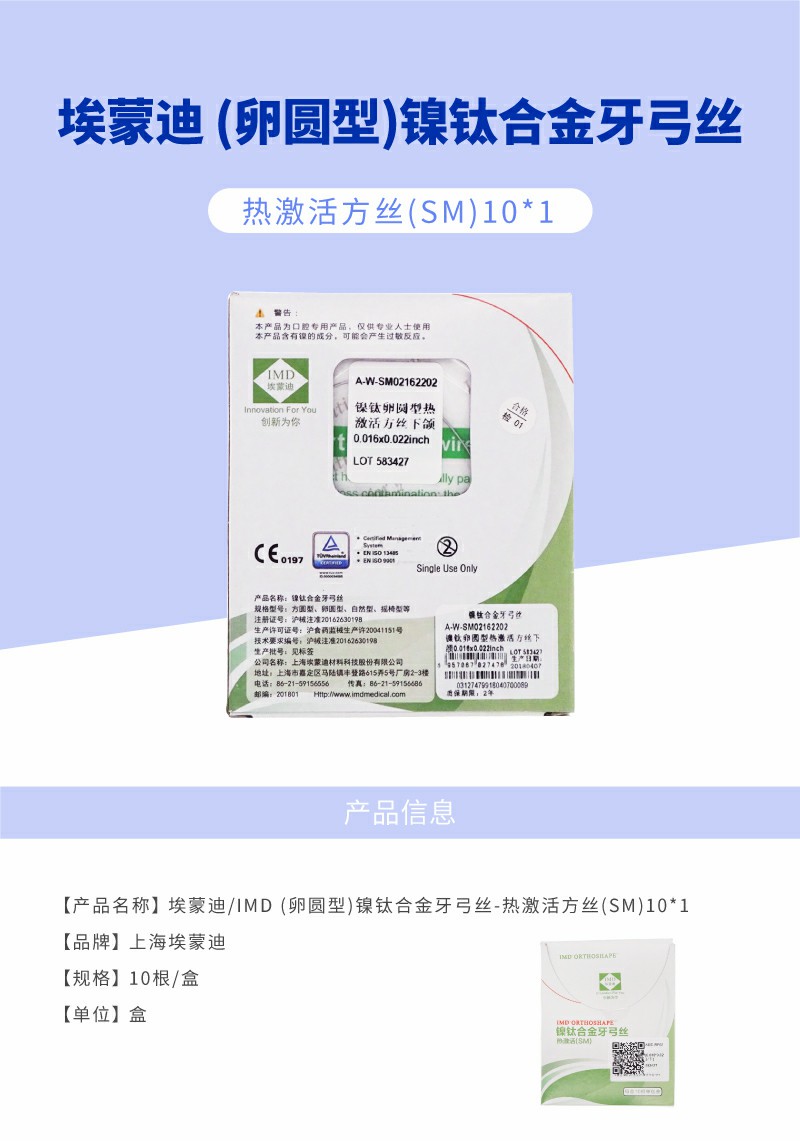 埃蒙迪 (卵圆型)镍钛合金牙弓丝
热激活方丝(SM)10*1
警告：
本产品为口腔专用产品，仅供专业人士使用
本产品含有镍的成分，可能会产生过敏反应。
IMD
埃蒙迪
Innovation For You
创新为你
A-W-SM02162202
镍钛卵圆型热
激活方丝下颌
0.016x0.022inch
LOT 583427
合格
检 01
CE 0197
TÜVRheinland
CERTIFIED
Certified Management
System
EN ISO 13485
EN ISO 9001
2
Single Use Only
产品名称：镍钛合金牙弓丝
规格型号：方圆型、卵圆型、自然型、摇椅型等
注册证号：沪械注准20162630198
生产许可证号：沪食药监械生产许20041151号
技术要求编号：沪械注准20162630198
生产批号：见标签
公司名称：上海埃蒙迪材料科技股份有限公司
地址：上海市嘉定区马陆镇丰登路615弄5号厂房2-3楼
电话：86-21-59156556 传真：86-21-59156686
邮编：201801 Http://www.imdmedical.com
镍钛合金牙弓丝
A-W-SM02162202
镍钛卵圆型热激活方丝下
颌0.016x0.022inch
LOT 583427
生产日期：
20180407
6957087827476
03127479918040700089
质保期限：2年
产品信息
【产品名称】埃蒙迪/IMD (卵圆型)镍钛合金牙弓丝-热激活方丝(SM)10*1
【品牌】上海埃蒙迪
【规格】10根/盒
【单位】盒
IMD ORTHOSHAPE
IMD
IMD ORTHOSHAPE
镍钛合金牙弓丝
热激活(SM)